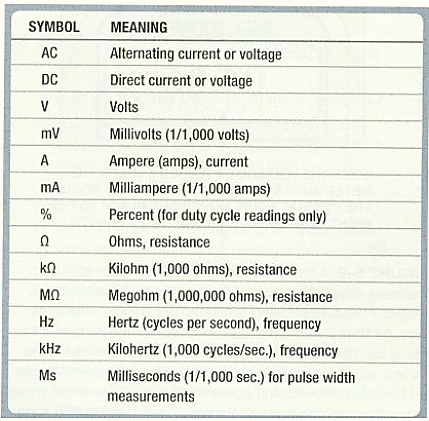 SYMBOL MEANING
AC Alternating current or voltage
DC Direct current or voltage
V Volts
mV Millivolts (1/1,000 volts)
A Ampere (amps), current
mA Milliampere (1/1,000 amps)
% Percent (for duty cycle readings only)
Ω Ohms, resistance
kΩ Kilohm (1,000 ohms), resistance
MΩ Megohm (1,000,000 ohms), resistance
Hz Hertz (cycles per second), frequency
kHz Kilohertz (1,000 cycles/sec.), frequency
Ms Milliseconds (1/1,000 sec.) for pulse width
measurements